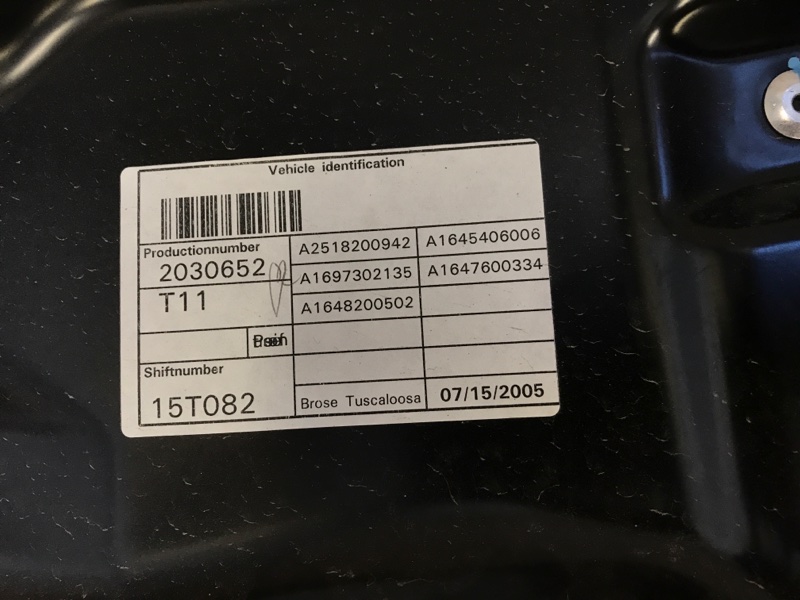 Vehicle identification
Productionnumber
2030652
T11
A2518200942 A1645406006
A1697302135 A1647600334
A1648200502
Shiftnumber
15T082
Brose Tuscaloosa 07/15/2005